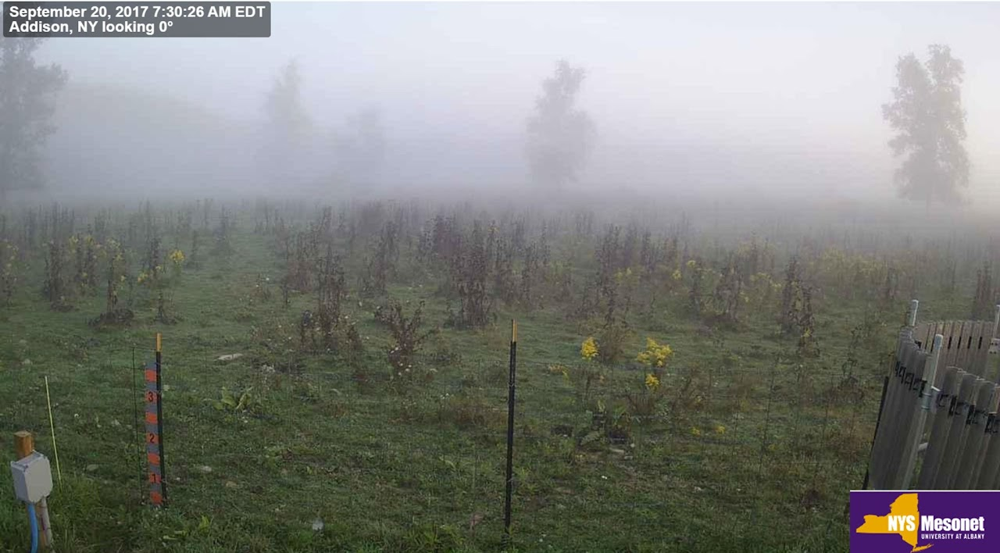 September 20, 2017 7:30:26 AM EDT
Addison, NY looking 0°
3
2
1
NYS Mesonet
UNIVERSITY AT ALBANY